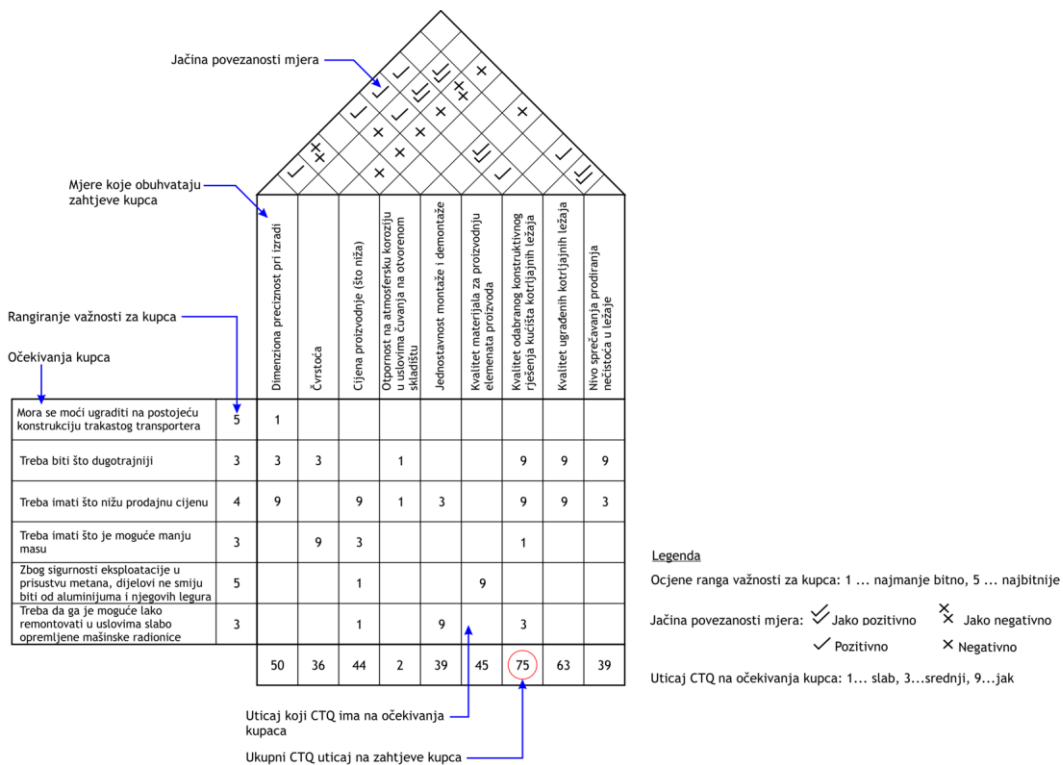 Jačina povezanosti mjera
Mjere koje obuhvataju
zahtjeve kupca
Rangiranje važnosti za kupca
Očekivanja kupca
Dimenziona preciznost pri izradi
Čvrstoća
Cijena proizvodnje (što niža)
Otpornost na atmosfersku koroziju
u uslovima čuvanja na otvorenom
skladištu
Jednostavnost montaže i demontaže
Kvalitet materijala za proizvodnju
elemenata proizvoda
Kvalitet odabranog konstruktivnog
rješenja kućišta kotrijajnih ležaja
Kvalitet ugrađenih kotrijajnih ležaja
Nivo sprečavanja prodiranja
nečistoća u ležaje
Mora se moći ugraditi na postojeću
konstrukciju trakastog transportera
5 1
Treba biti što dugotrajniji 3 3 3 1 9 9 9
Treba imati što nižu prodajnu cijenu 4 9 9 1 3 9 9 3
Treba imati što je moguće manju
masu
3 9 3 1
Zbog sigurnosti eksploatacije u
prisustvu metana, dijelovi ne smiju
biti od aluminijuma i njegovih legura
5 1 9
Treba da ga je moguće lako
remontovati u uslovima slabo
opremljene mašinske radionice
3 1 9 3
50 36 44 2 39 45 75 63 39
Uticaj koji CTQ ima na očekivanja
kupaca
Ukupni CTQ uticaj na zahtjeve kupca
Legenda
Ocjene ranga važnosti za kupca: 1 ... najmanje bitno, 5 ... najbitnije
Jačina povezanosti mjera: Jako pozitivno Jako negativno
Pozitivno Negativno
Uticaj CTQ na očekivanja kupca: 1... slab, 3...srednji, 9...jak